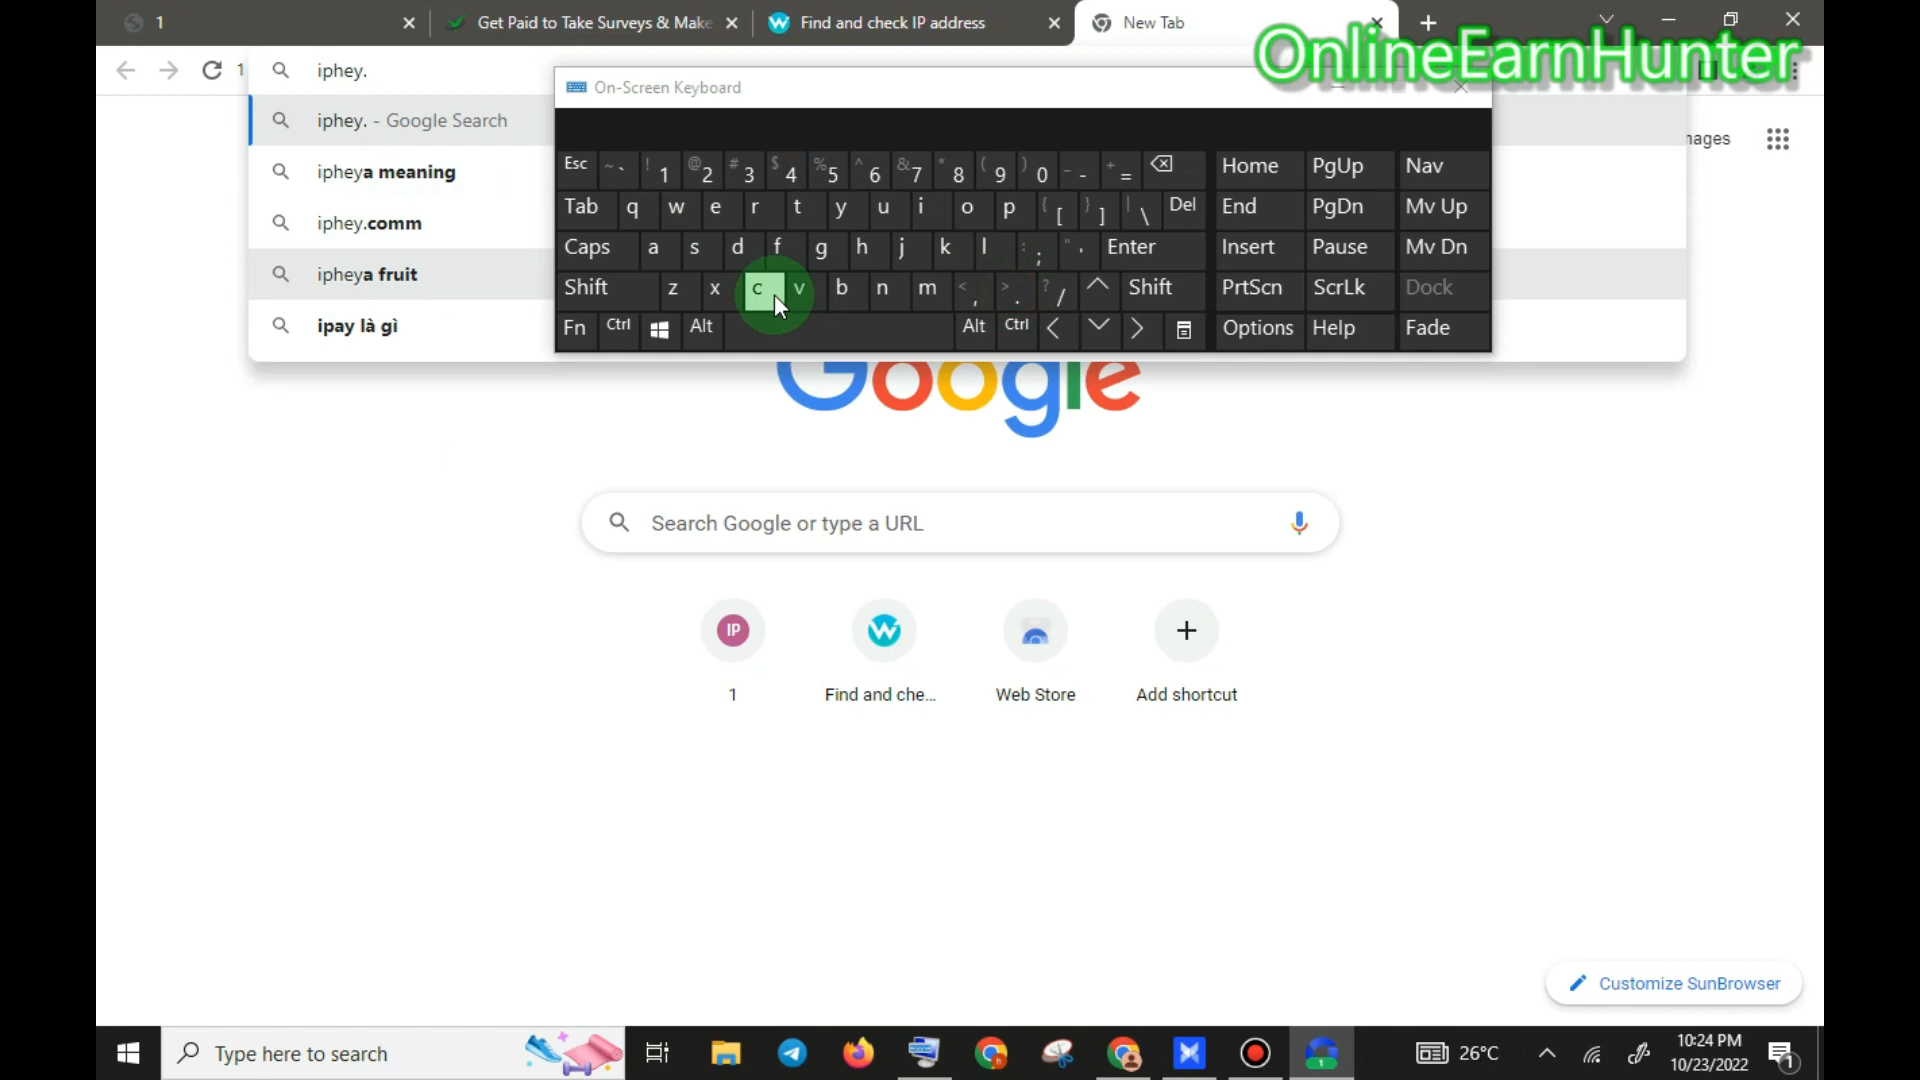 1
Get Paid to Take Surveys & Make
Find and check IP address
New Tab
OnlineEarnHunter
1
iphey.
iphey. - Google Search
ipheya meaning
iphey.comm
ipheya fruit
ipay là gì
On-Screen Keyboard
Esc ~ ` ! 1 @ 2 # 3 $ 4 % 5 ^ 6 & 7 * 8 ( 9 ) 0 _ - + = Home PgUp Nav
Tab q w e r t y u i o p { [ } ] | \ Del End PgDn Mv Up
Caps a s d f g h j k l : ; " ' Enter Insert Pause Mv Dn
Shift z x c v b n m < , > . ? / Shift PrtScn ScrLk Dock
Fn Ctrl Alt Alt Ctrl Options Help Fade
mages
Google
Search Google or type a URL
IP
1
Find and che...
Web Store
Add shortcut
Customize SunBrowser
Type here to search
1
26°C
10:24 PM
10/23/2022
1